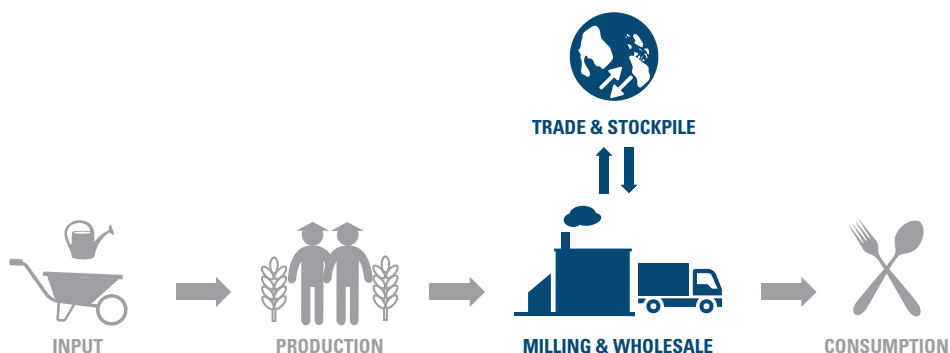 TRADE & STOCKPILE
INPUT
PRODUCTION
MILLING & WHOLESALE
CONSUMPTION